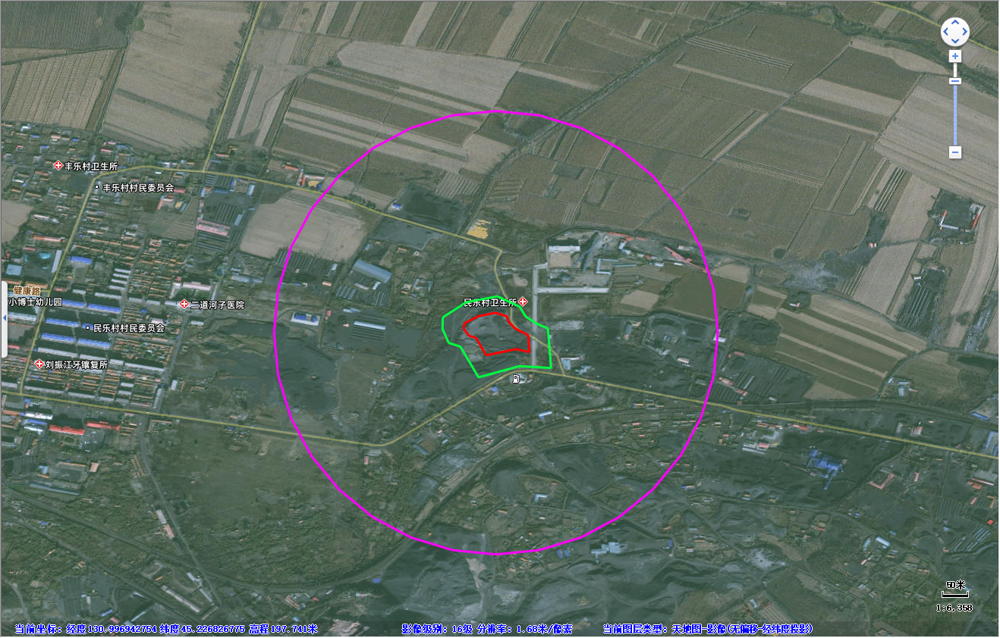 丰乐村卫生所
丰乐村村民委员会
健康路
小博士幼儿园
二道河子医院
民乐村卫生所
民乐村村民委员会
刘振江牙镶复所
50米
1:6,358
当前坐标：经度130.996942754 纬度45.226826775 高程197.741米
影像级别：16级 分辨率：1.68米/像素
当前图层类型：天地图-影像(无偏移-经纬度投影)